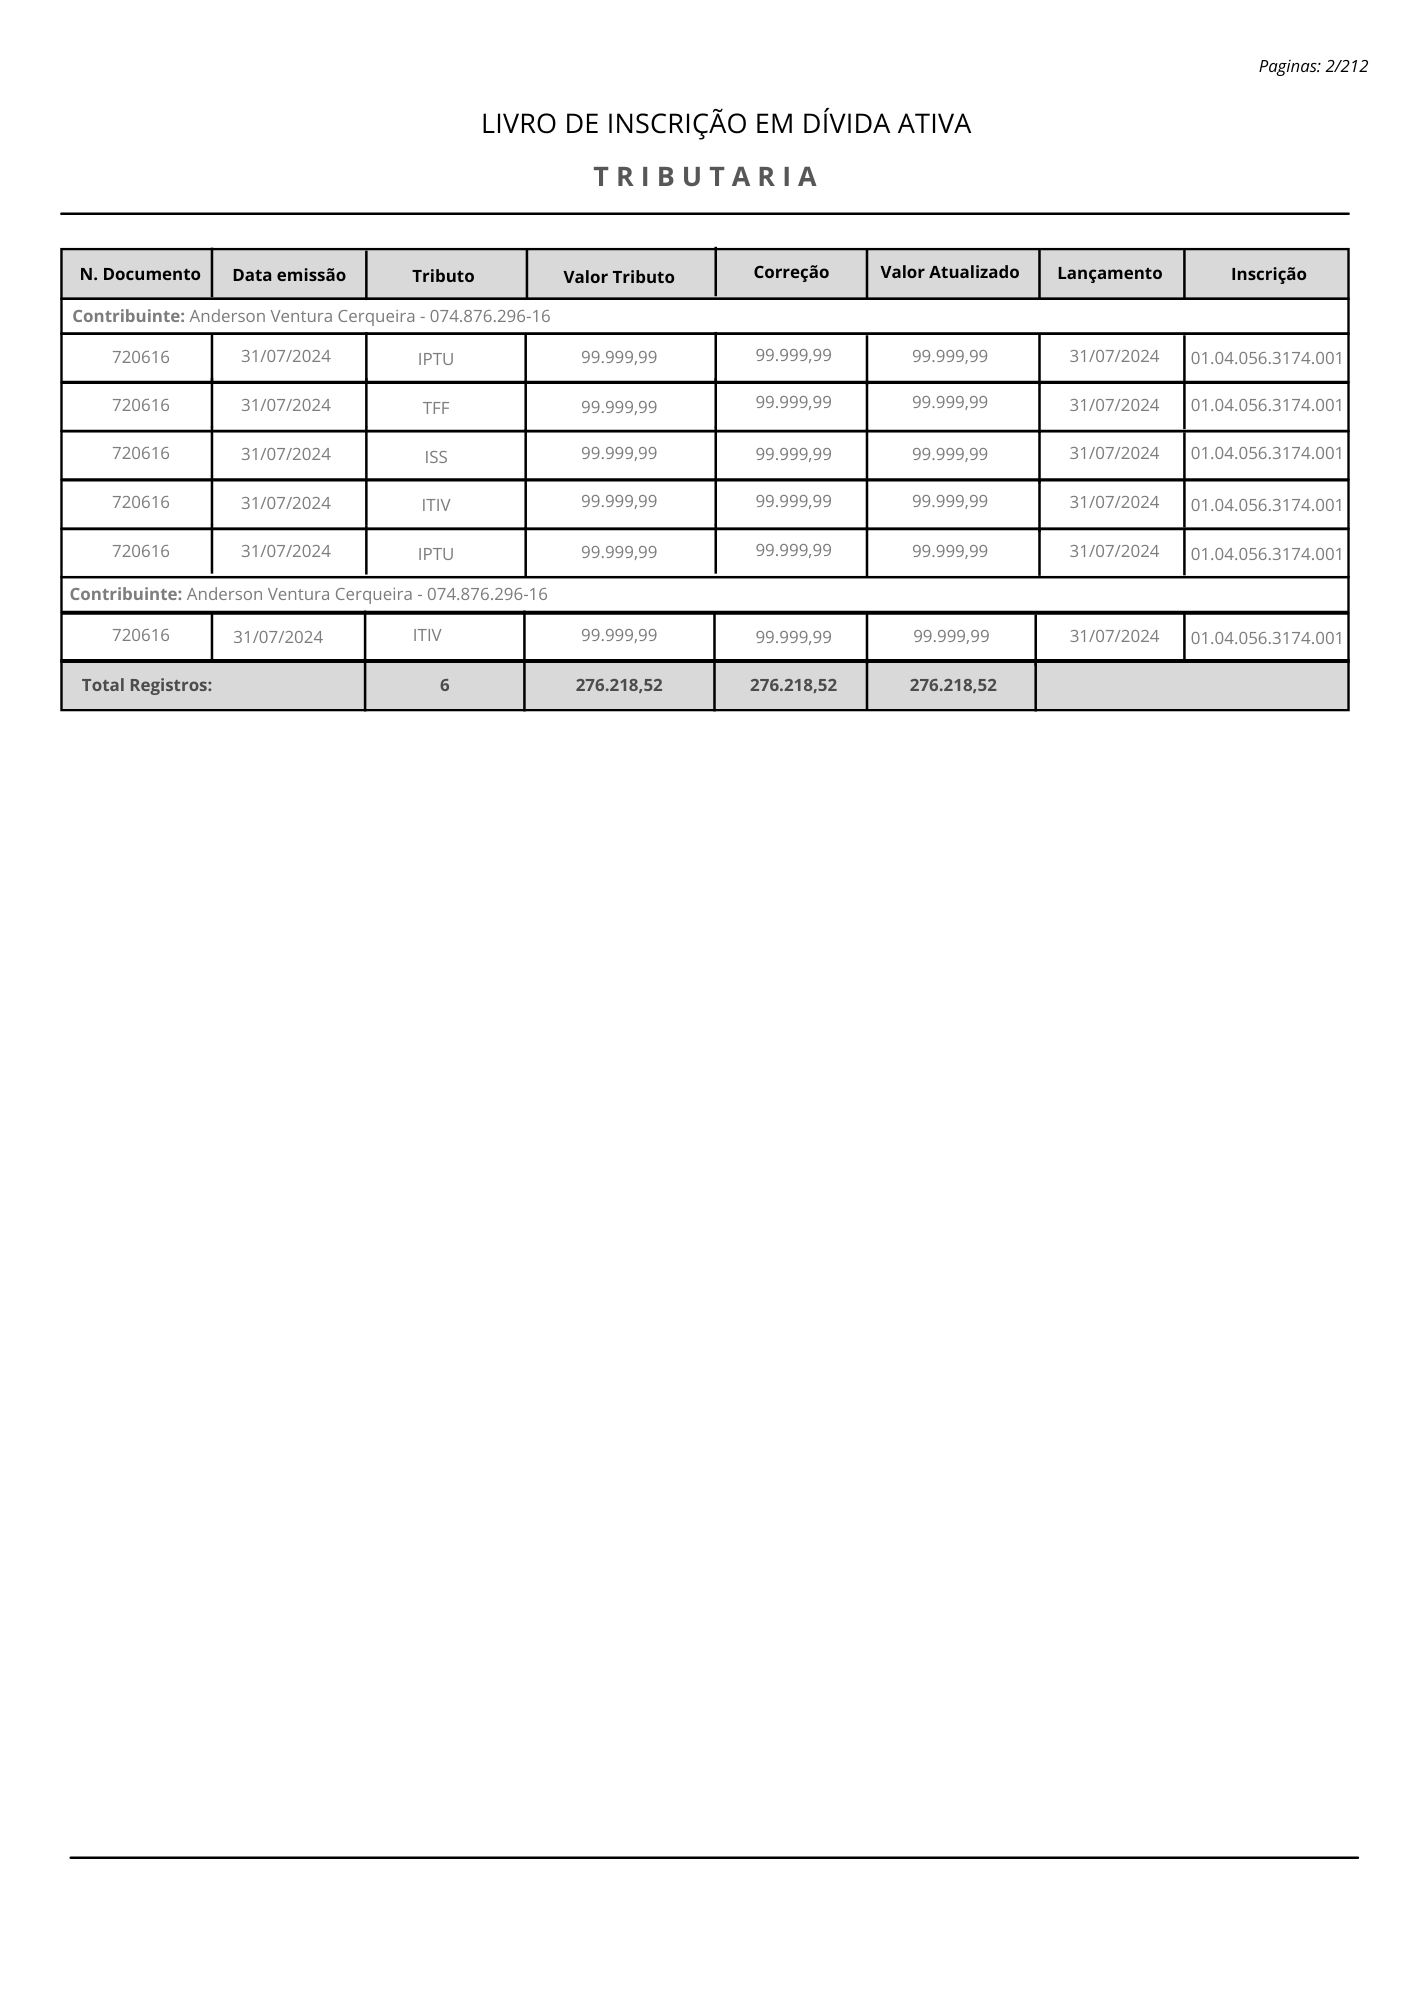 Paginas: 2/212
LIVRO DE INSCRIÇÃO EM DÍVIDA ATIVA
TRIBUTARIA
N. Documento Data emissão Tributo Valor Tributo Correção Valor Atualizado Lançamento Inscrição
Contribuinte: Anderson Ventura Cerqueira - 074.876.296-16
720616 31/07/2024 IPTU 99.999,99 99.999,99 99.999,99 31/07/2024 01.04.056.3174.001
720616 31/07/2024 TFF 99.999,99 99.999,99 99.999,99 31/07/2024 01.04.056.3174.001
720616 31/07/2024 ISS 99.999,99 99.999,99 99.999,99 31/07/2024 01.04.056.3174.001
720616 31/07/2024 ITIV 99.999,99 99.999,99 99.999,99 31/07/2024 01.04.056.3174.001
720616 31/07/2024 IPTU 99.999,99 99.999,99 99.999,99 31/07/2024 01.04.056.3174.001
Contribuinte: Anderson Ventura Cerqueira - 074.876.296-16
720616 31/07/2024 ITIV 99.999,99 99.999,99 99.999,99 31/07/2024 01.04.056.3174.001
Total Registros: 6 276.218,52 276.218,52 276.218,52